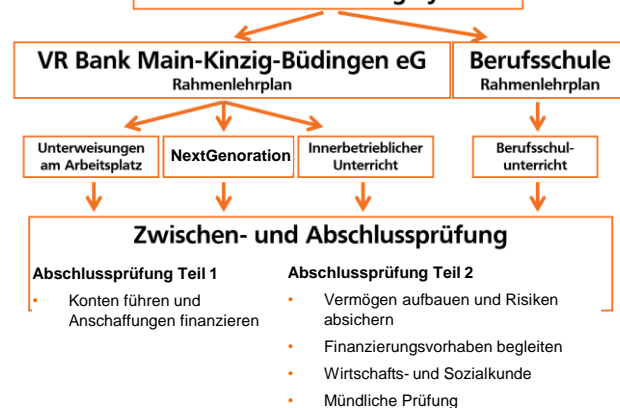 VR Bank Main-Kinzig-Büdingen eG
Rahmenlehrplan
Berufsschule
Rahmenlehrplan
Unterweisungen
am Arbeitsplatz
NextGenoration
Innerbetrieblicher
Unterricht
Berufsschul-
unterricht
Zwischen- und Abschlussprüfung
Abschlussprüfung Teil 1
• Konten führen und
Anschaffungen finanzieren
Abschlussprüfung Teil 2
• Vermögen aufbauen und Risiken
absichern
• Finanzierungsvorhaben begleiten
• Wirtschafts- und Sozialkunde
• Mündliche Prüfung